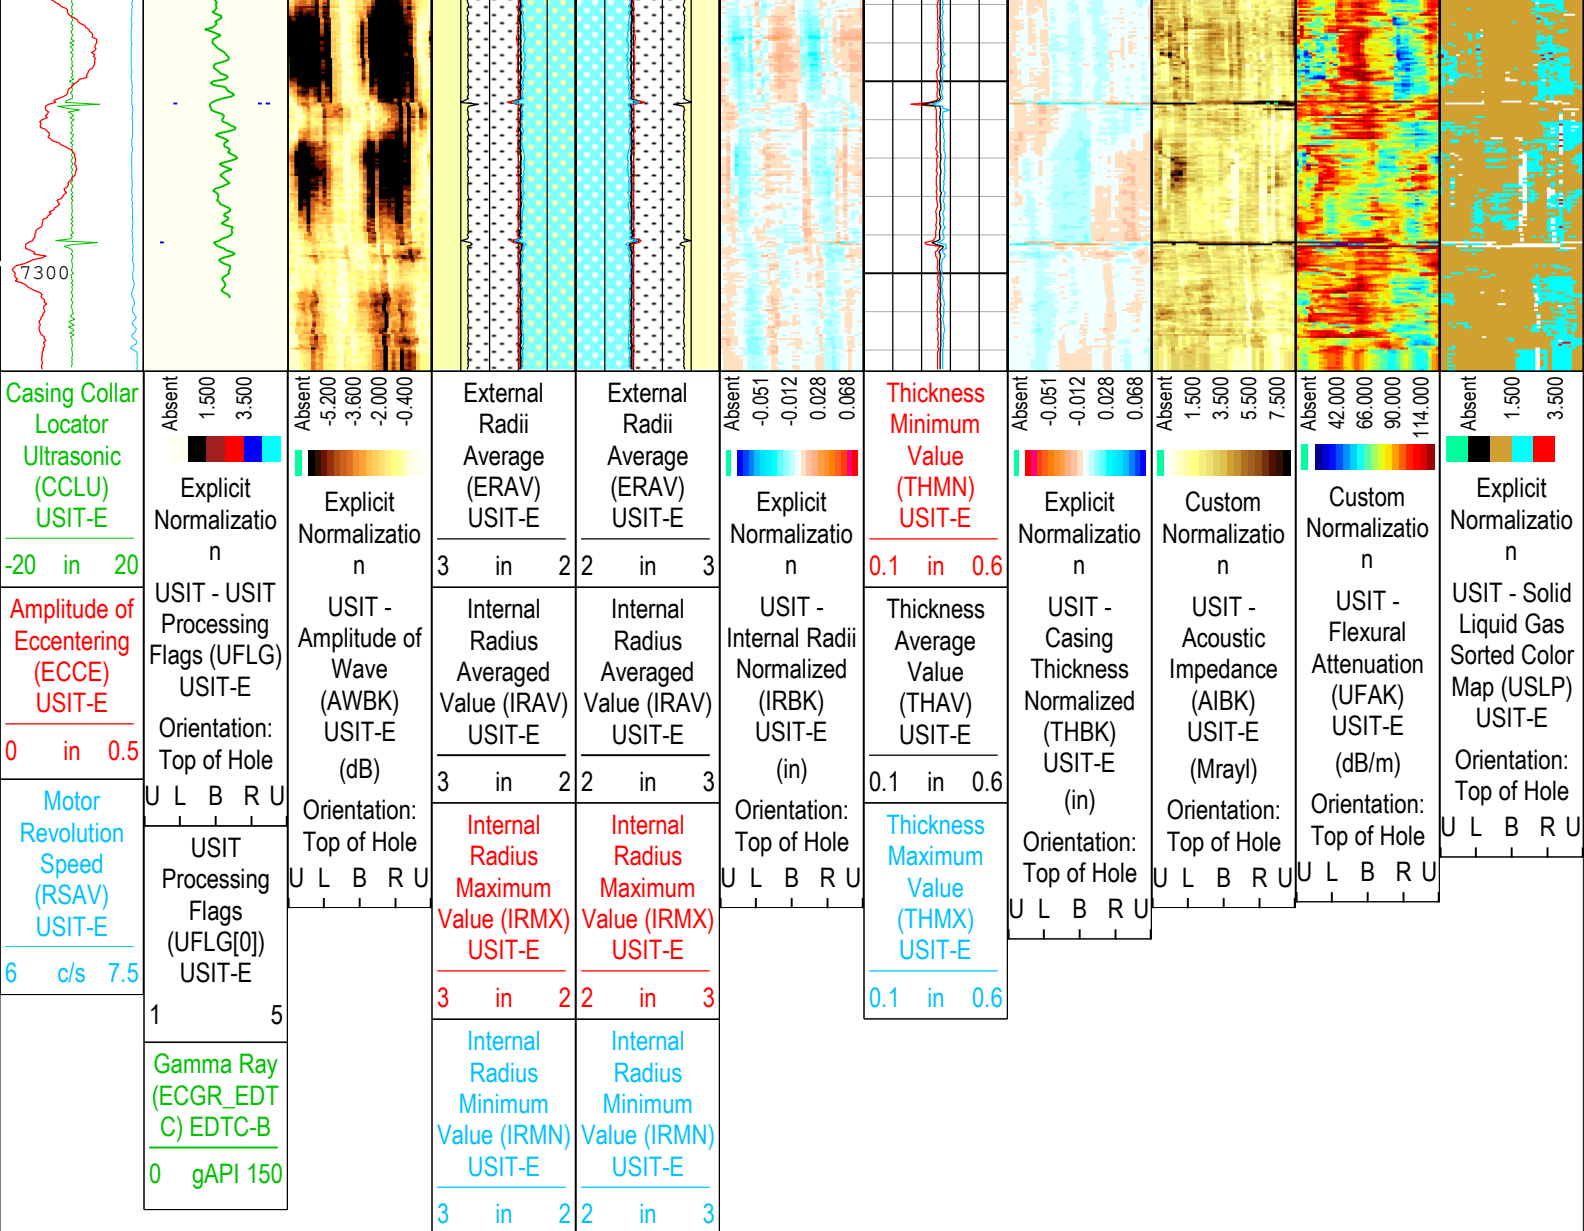 7300
Casing Collar
Locator
Ultrasonic
(CCLU)
USIT-E
-20 in 20
Amplitude of
Eccentering
(ECCE)
USIT-E
0 in 0.5
Motor
Revolution
Speed
(RSAV)
USIT-E
6 c/s 7.5
Absent
1.500
3.500
Explicit
Normalizatio
n
USIT - USIT
Processing
Flags (UFLG)
USIT-E
Orientation:
Top of Hole
U L B R U
USIT
Processing
Flags
(UFLG[0])
USIT-E
1 5
Gamma Ray
(ECGR_EDT
C) EDTC-B
0 gAPI 150
Absent
-5.200
-3.600
-2.000
-0.400
Explicit
Normalizatio
n
USIT -
Amplitude of
Wave
(AWBK)
USIT-E
(dB)
Orientation:
Top of Hole
U L B R U
External
Radii
Average
(ERAV)
USIT-E
3 in 2
Internal
Radius
Averaged
Value (IRAV)
USIT-E
3 in 2
Internal
Radius
Maximum
Value (IRMX)
USIT-E
3 in 2
Internal
Radius
Minimum
Value (IRMN)
USIT-E
3 in 2
External
Radii
Average
(ERAV)
USIT-E
2 in 3
Internal
Radius
Averaged
Value (IRAV)
USIT-E
2 in 3
Internal
Radius
Maximum
Value (IRMX)
USIT-E
2 in 3
Internal
Radius
Minimum
Value (IRMN)
USIT-E
2 in 3
Absent
-0.051
-0.012
0.028
0.068
Explicit
Normalizatio
n
USIT -
Internal Radii
Normalized
(IRBK)
USIT-E
(in)
Orientation:
Top of Hole
U L B R U
Thickness
Minimum
Value
(THMN)
USIT-E
0.1 in 0.6
Thickness
Average
Value
(THAV)
USIT-E
0.1 in 0.6
Thickness
Maximum
Value
(THMX)
USIT-E
0.1 in 0.6
Absent
-0.051
-0.012
0.028
0.068
Explicit
Normalizatio
n
USIT -
Casing
Thickness
Normalized
(THBK)
USIT-E
(in)
Orientation:
Top of Hole
U L B R U
Absent
1.500
3.500
5.500
7.500
Custom
Normalizatio
n
USIT -
Acoustic
Impedance
(AIBK)
USIT-E
(Mrayl)
Orientation:
Top of Hole
U L B R U
Absent
42.000
66.000
90.000
114.000
Custom
Normalizatio
n
USIT -
Flexural
Attenuation
(UFAK)
USIT-E
(dB/m)
Orientation:
Top of Hole
U L B R U
Absent
1.500
3.500
Explicit
Normalizatio
n
USIT - Solid
Liquid Gas
Sorted Color
Map (USLP)
USIT-E
Orientation:
Top of Hole
U L B R U